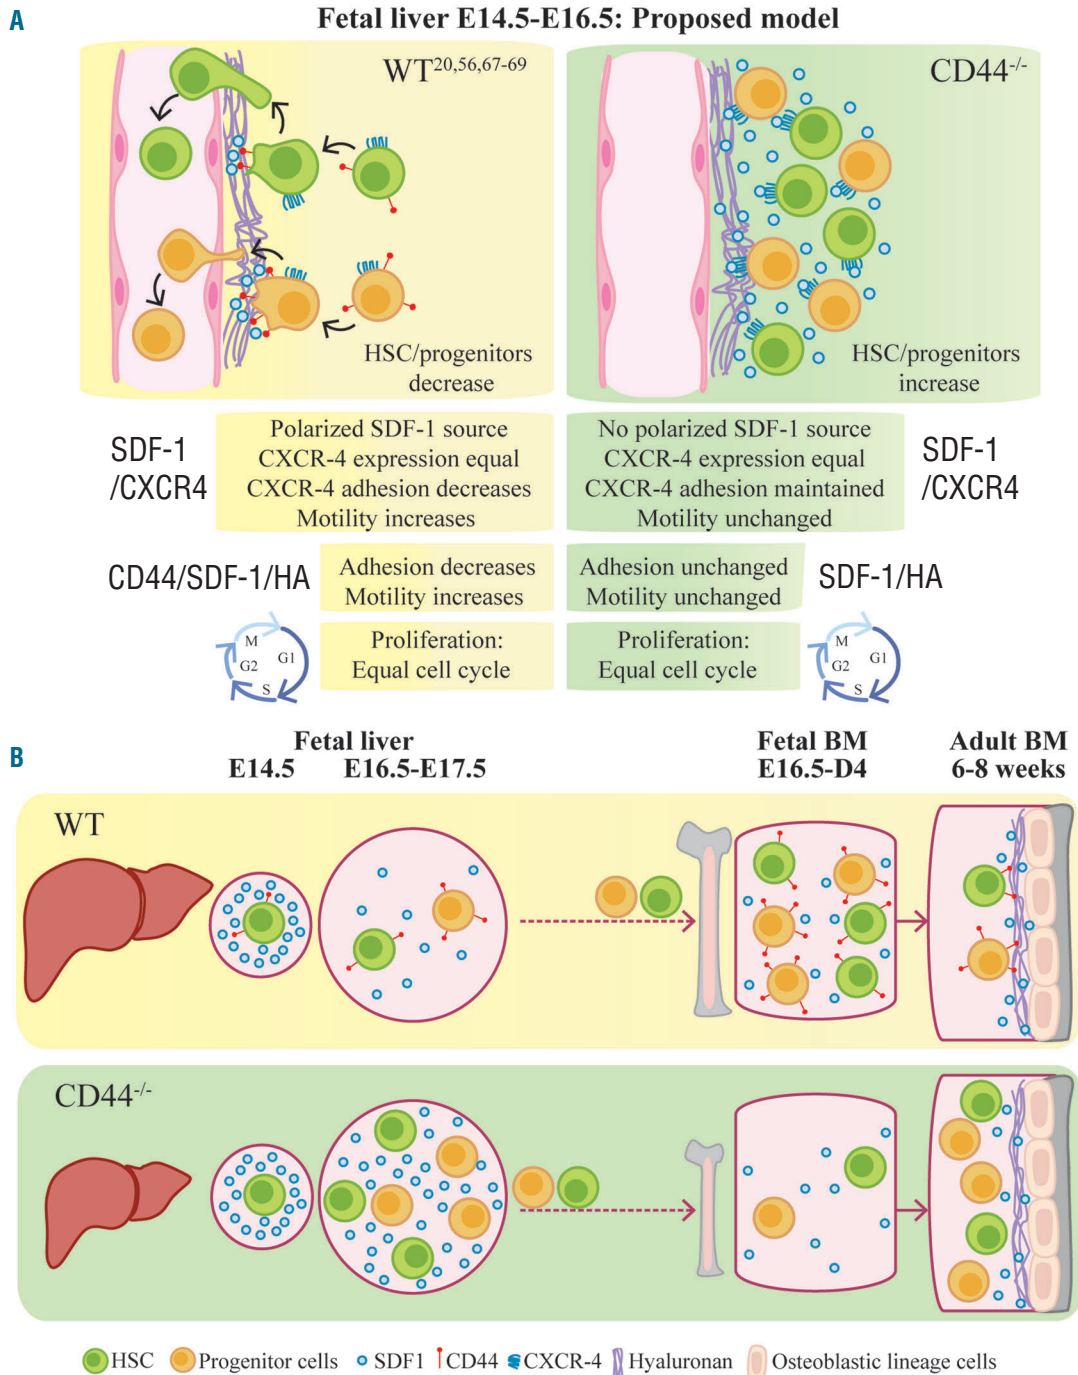 A
Fetal liver E14.5-E16.5: Proposed model
WT20,56,67-69
CD44-/-
HSC/progenitors
decrease
HSC/progenitors
increase
SDF-1
/CXCR4
Polarized SDF-1 source
CXCR-4 expression equal
CXCR-4 adhesion decreases
Motility increases
No polarized SDF-1 source
CXCR-4 expression equal
CXCR-4 adhesion maintained
Motility unchanged
SDF-1
/CXCR4
CD44/SDF-1/HA
Adhesion decreases
Motility increases
Adhesion unchanged
Motility unchanged
SDF-1/HA
M
G1
G2
S
Proliferation:
Equal cell cycle
Proliferation:
Equal cell cycle
M
G1
G2
S
B
Fetal liver
E14.5 E16.5-E17.5
Fetal BM
E16.5-D4
Adult BM
6-8 weeks
WT
CD44-/-
HSC Progenitor cells SDF1 CD44 CXCR-4 Hyaluronan Osteoblastic lineage cells